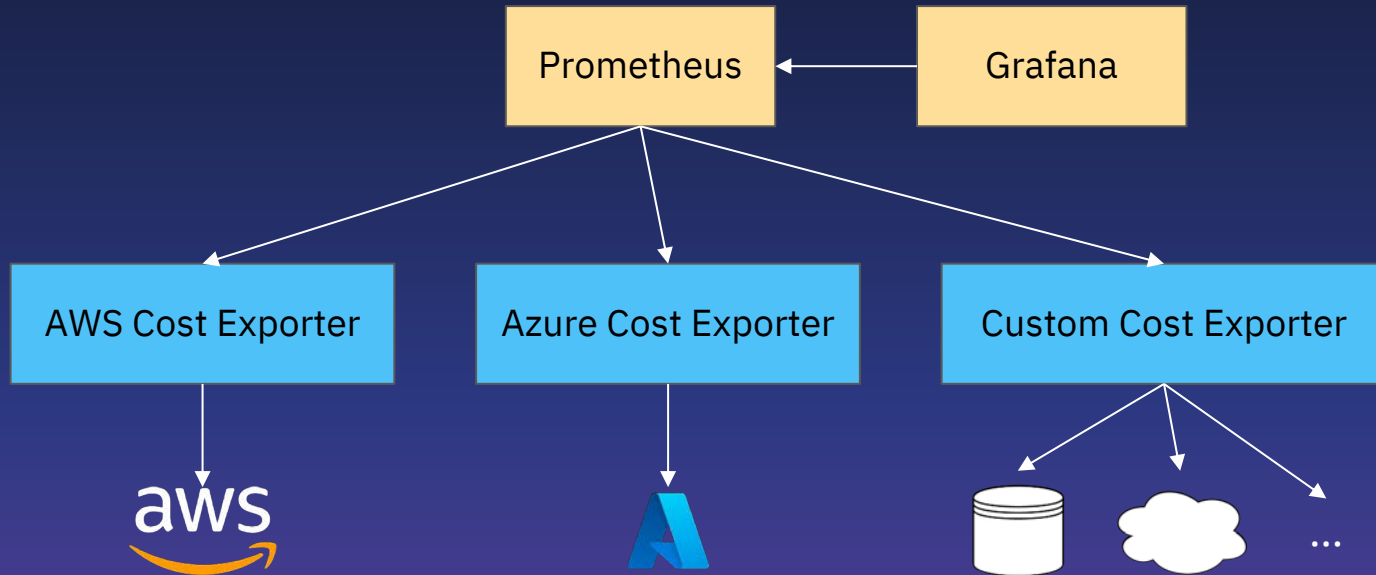 Prometheus
Grafana
AWS Cost Exporter
Azure Cost Exporter
Custom Cost Exporter
aws
...